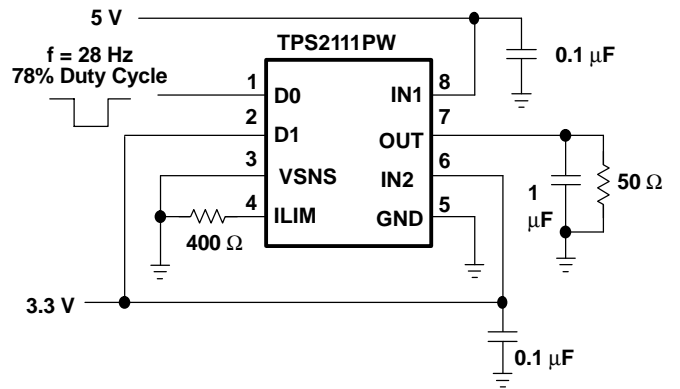 5 V
TPS2111PW
f = 28 Hz
78% Duty Cycle
0.1 μF
1
D0
IN1
8
2
D1
OUT
7
3
VSNS
IN2
6
4
ILIM
GND
5
400 Ω
1
μF
50 Ω
3.3 V
0.1 μF